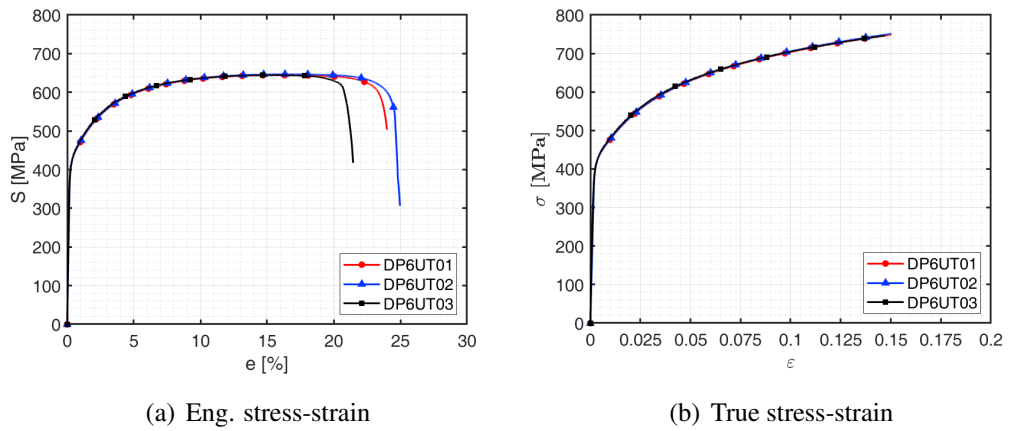 800
700
600
500
400
300
200
100
0
S [MPa]
0 5 10 15 20 25 30
e [%]
DP6UT01
DP6UT02
DP6UT03
(a) Eng. stress-strain
800
700
600
500
400
300
200
100
0
σ [MPa]
0 0.025 0.05 0.075 0.1 0.125 0.15 0.175 0.2
ε
DP6UT01
DP6UT02
DP6UT03
(b) True stress-strain